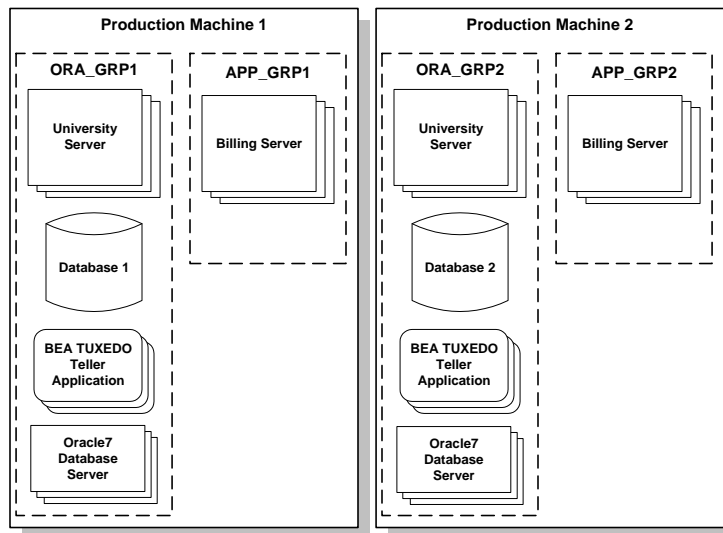 Production Machine 1
ORA_GRP1
University
Server
Database 1
BEA TUXEDO
Teller
Application
Oracle7
Database
Server
APP_GRP1
Billing Server
Production Machine 2
ORA_GRP2
University
Server
Database 2
BEA TUXEDO
Teller
Application
Oracle7
Database
Server
APP_GRP2
Billing Server